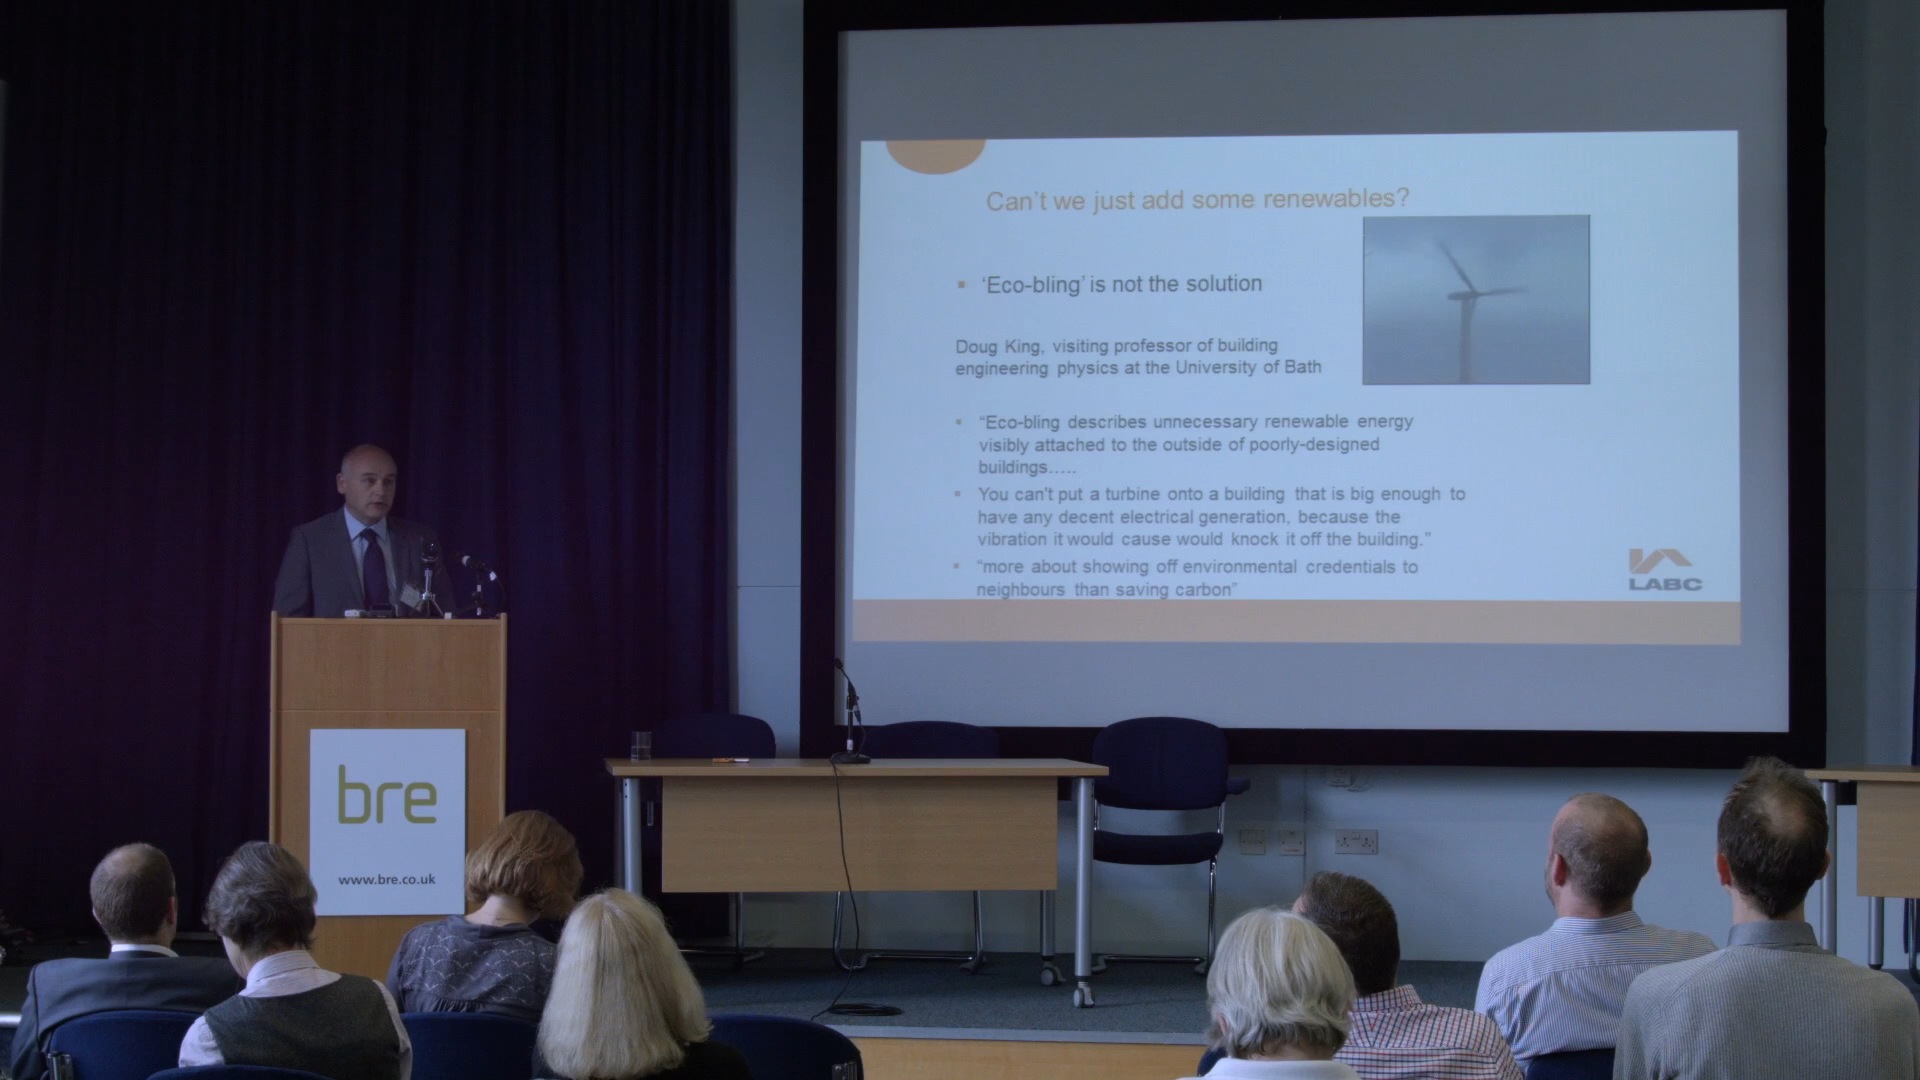 Can't we just add some renewables?
▪ 'Eco-bling' is not the solution
Doug King, visiting professor of building
engineering physics at the University of Bath
▪ "Eco-bling describes unnecessary renewable energy
visibly attached to the outside of poorly-designed
buildings.....
▪ You can't put a turbine onto a building that is big enough to
have any decent electrical generation, because the
vibration it would cause would knock it off the building."
▪ "more about showing off environmental credentials to
neighbours than saving carbon"
LABC
bre
www.bre.co.uk